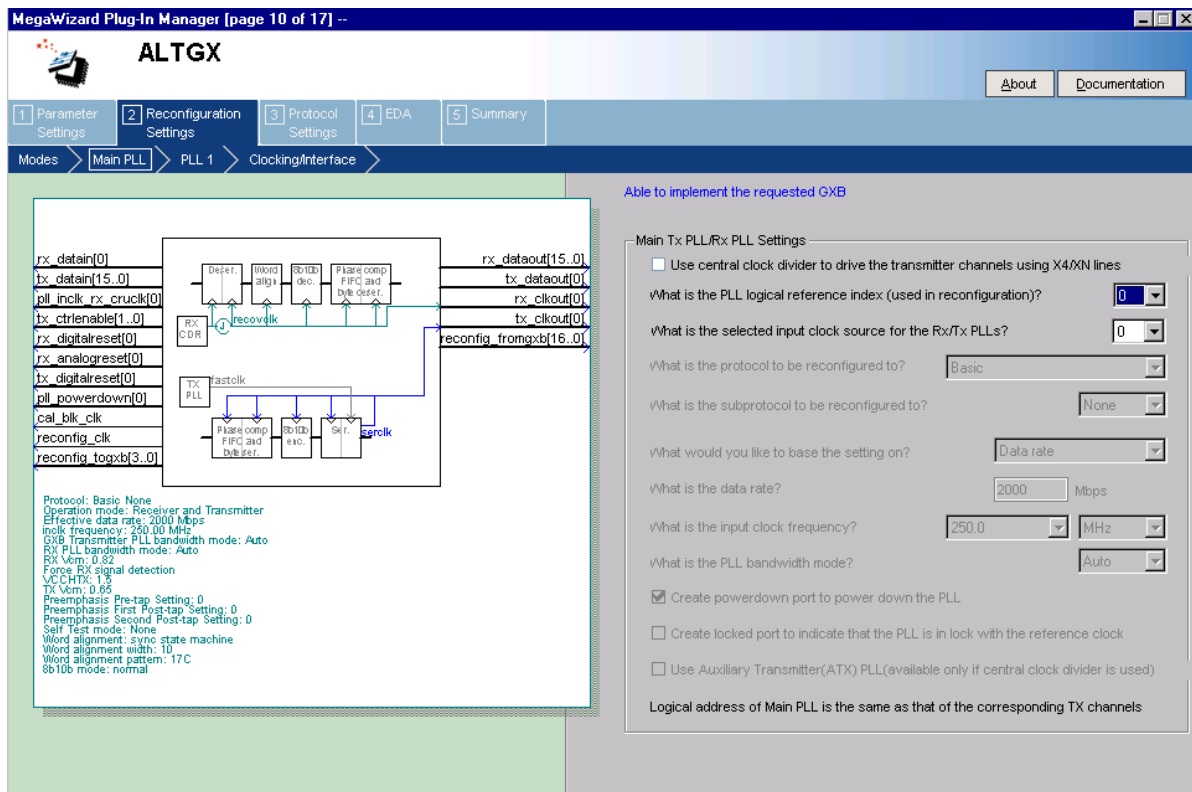 MegaWizard Plug-In Manager [page 10 of 17] --
ALTGX
About
Documentation
1 Parameter Settings
2 Reconfiguration Settings
3 Protocol Settings
4 EDA
5 Summary
Modes
Main PLL
PLL 1
Clocking/Interface
rx_datain[0]
tx_datain[15..0]
pll_inclk_rx_cruclk[0]
tx_ctrlenable[1..0]
rx_digitalreset[0]
rx_analogreset[0]
tx_digitalreset[0]
pll_powerdown[0]
cal_blk_clk
reconfig_clk
reconfig_togxb[3..0]
Deser.
Word align
8b10b dec.
Phase comp FIFO and byte deser.
RX CDR
recovclk
TX PLL
fastclk
Phase comp FIFO and byte ser.
8b10b enc.
Ser.
serclk
rx_dataout[15..0]
tx_dataout[0]
rx_clkout[0]
tx_clkout[0]
reconfig_fromgxb[16..0]
Protocol: Basic None
Operation mode: Receiver and Transmitter
Effective data rate: 2000 Mbps
inclk frequency: 250.00 MHz
GXB Transmitter PLL bandwidth mode: Auto
RX PLL bandwidth mode: Auto
RX Vcm: 0.82
Force RX signal detection
VCCHTX: 1.5
TX Vcm: 0.65
Preemphasis Pre-tap Setting: 0
Preemphasis First Post-tap Setting: 0
Preemphasis Second Post-tap Setting: 0
Self Test mode: None
Word alignment: sync state machine
Word alignment width: 10
Word alignment pattern: 17C
8b10b mode: normal
Able to implement the requested GXB
Main Tx PLL/Rx PLL Settings
Use central clock divider to drive the transmitter channels using X4/XN lines
What is the PLL logical reference index (used in reconfiguration)? 0
What is the selected input clock source for the Rx/Tx PLLs? 0
What is the protocol to be reconfigured to? Basic
What is the subprotocol to be reconfigured to? None
What would you like to base the setting on? Data rate
What is the data rate? 2000 Mbps
What is the input clock frequency? 250.0 MHz
What is the PLL bandwidth mode? Auto
Create powerdown port to power down the PLL
Create locked port to indicate that the PLL is in lock with the reference clock
Use Auxiliary Transmitter(ATX) PLL(available only if central clock divider is used)
Logical address of Main PLL is the same as that of the corresponding TX channels